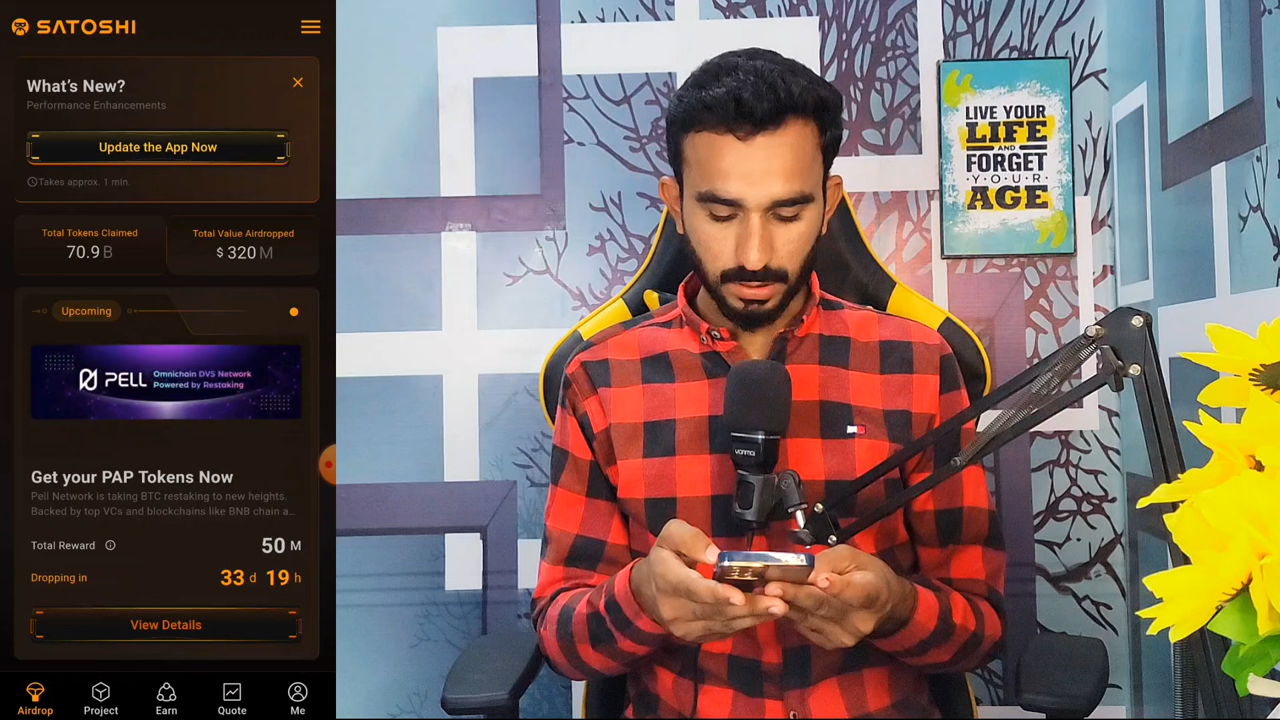 SATOSHI
What's New?
Performance Enhancements
Update the App Now
Takes approx. 1 min.
Total Tokens Claimed
70.9 B
Total Value Airdropped
$ 320 M
Upcoming
PELL
Omnichain DVS Network
Powered by Restaking
Get your PAP Tokens Now
Pell Network is taking BTC restaking to new heights.
Backed by top VCs and blockchains like BNB chain a...
Total Reward
50 M
Dropping in
33 d 19 h
View Details
Airdrop
Project
Earn
Quote
Me
LIVE YOUR
LIFE
AND
FORGET
YOUR
AGE
vonmai